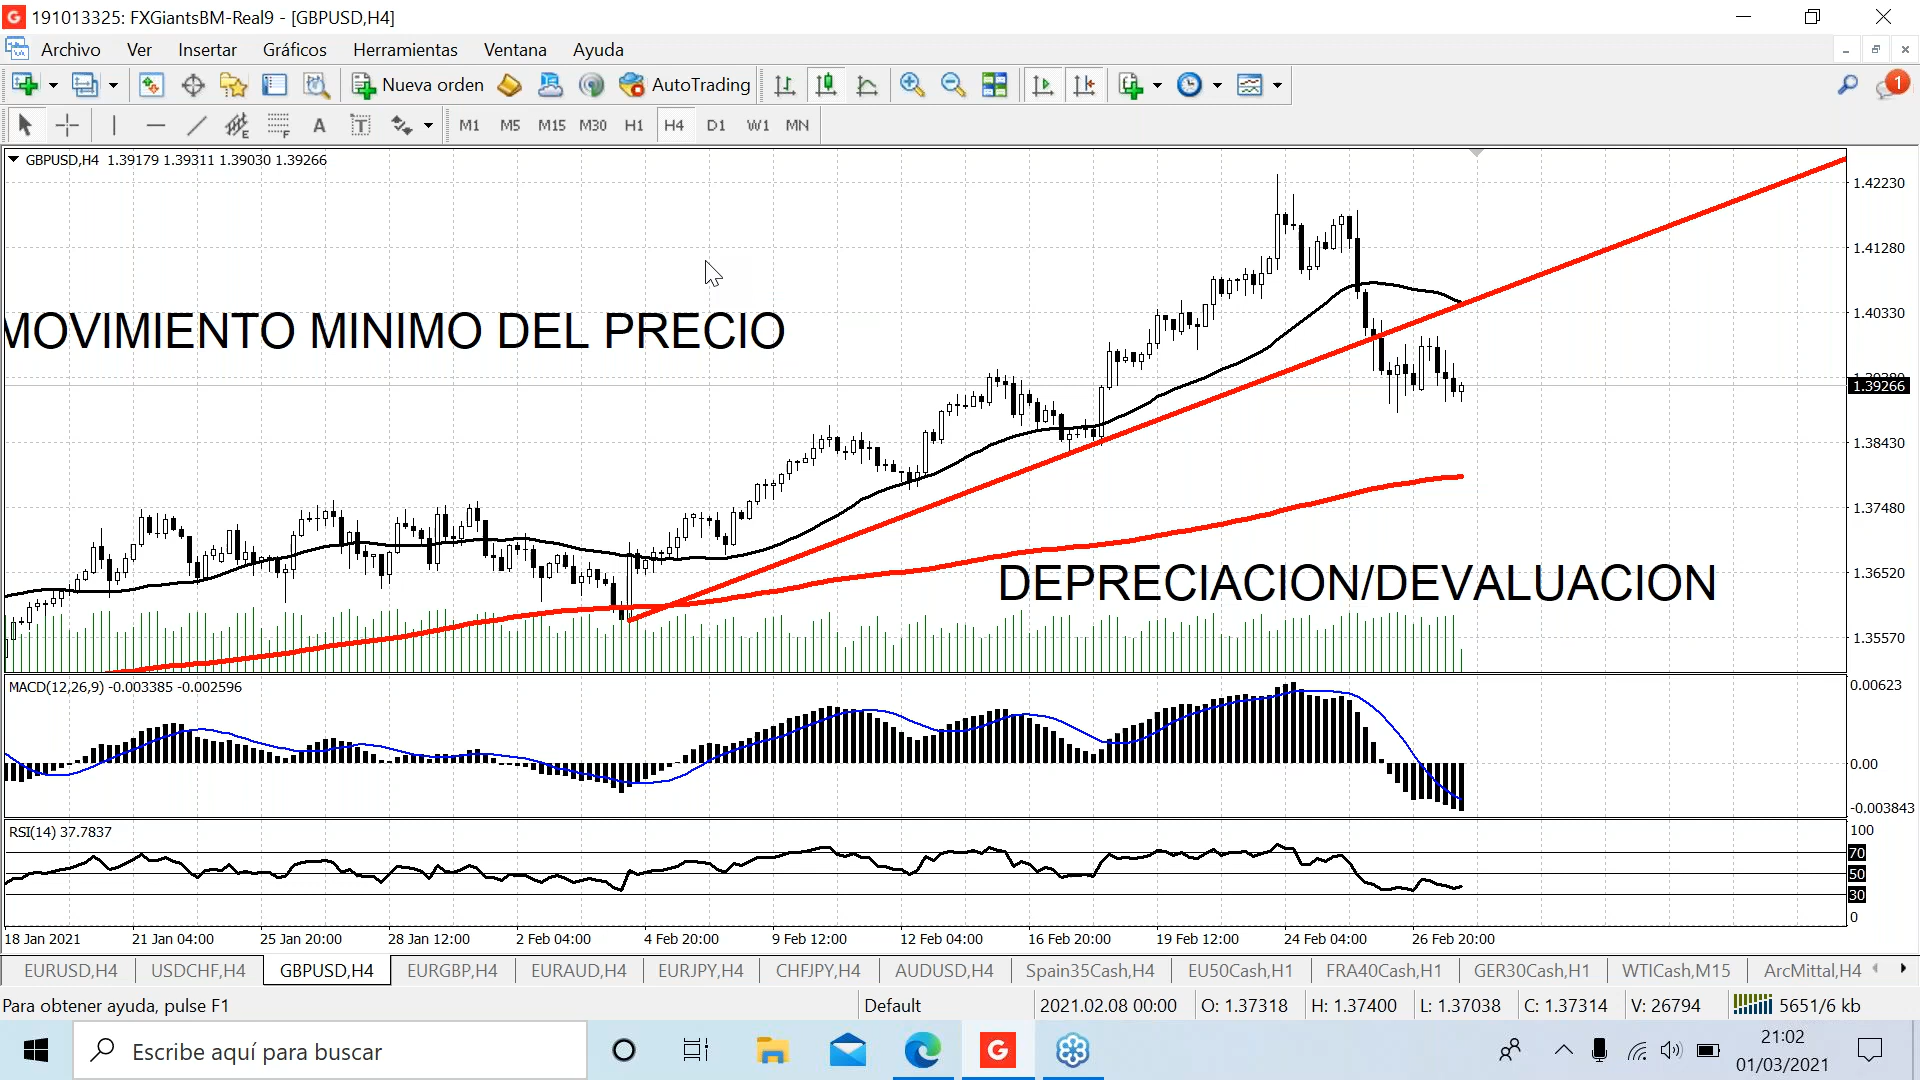 191013325: FXGiantsBM-Real9 - [GBPUSD,H4]
Archivo Ver Insertar Gráficos Herramientas Ventana Ayuda
Nueva orden AutoTrading 1
A T M1 M5 M15 M30 H1 H4 D1 W1 MN
GBPUSD,H4 1.39179 1.39311 1.39030 1.39266
1.42230
1.41280
1.40330
MOVIMIENTO MINIMO DEL PRECIO
1.39266
1.38430
1.37480
1.36520
DEPRECIACION/DEVALUACION
1.35570
MACD(12,26,9) -0.003385 -0.002596
0.00623
0.00
-0.003843
RSI(14) 37.7837
100
70
50
30
0
18 Jan 2021 21 Jan 04:00 25 Jan 20:00 28 Jan 12:00 2 Feb 04:00 4 Feb 20:00 9 Feb 12:00 12 Feb 04:00 16 Feb 20:00 19 Feb 12:00 24 Feb 04:00 26 Feb 20:00
EURUSD,H4 USDCHF,H4 GBPUSD,H4 EURGBP,H4 EURAUD,H4 EURJPY,H4 CHFJPY,H4 AUDUSD,H4 Spain35Cash,H4 EU50Cash,H1 FRA40Cash,H1 GER30Cash,H1 WTICash,M15 ArcMittal,H4
Para obtener ayuda, pulse F1 Default 2021.02.08 00:00 O: 1.37318 H: 1.37400 L: 1.37038 C: 1.37314 V: 26794 5651/6 kb
Escribe aquí para buscar
21:02
01/03/2021